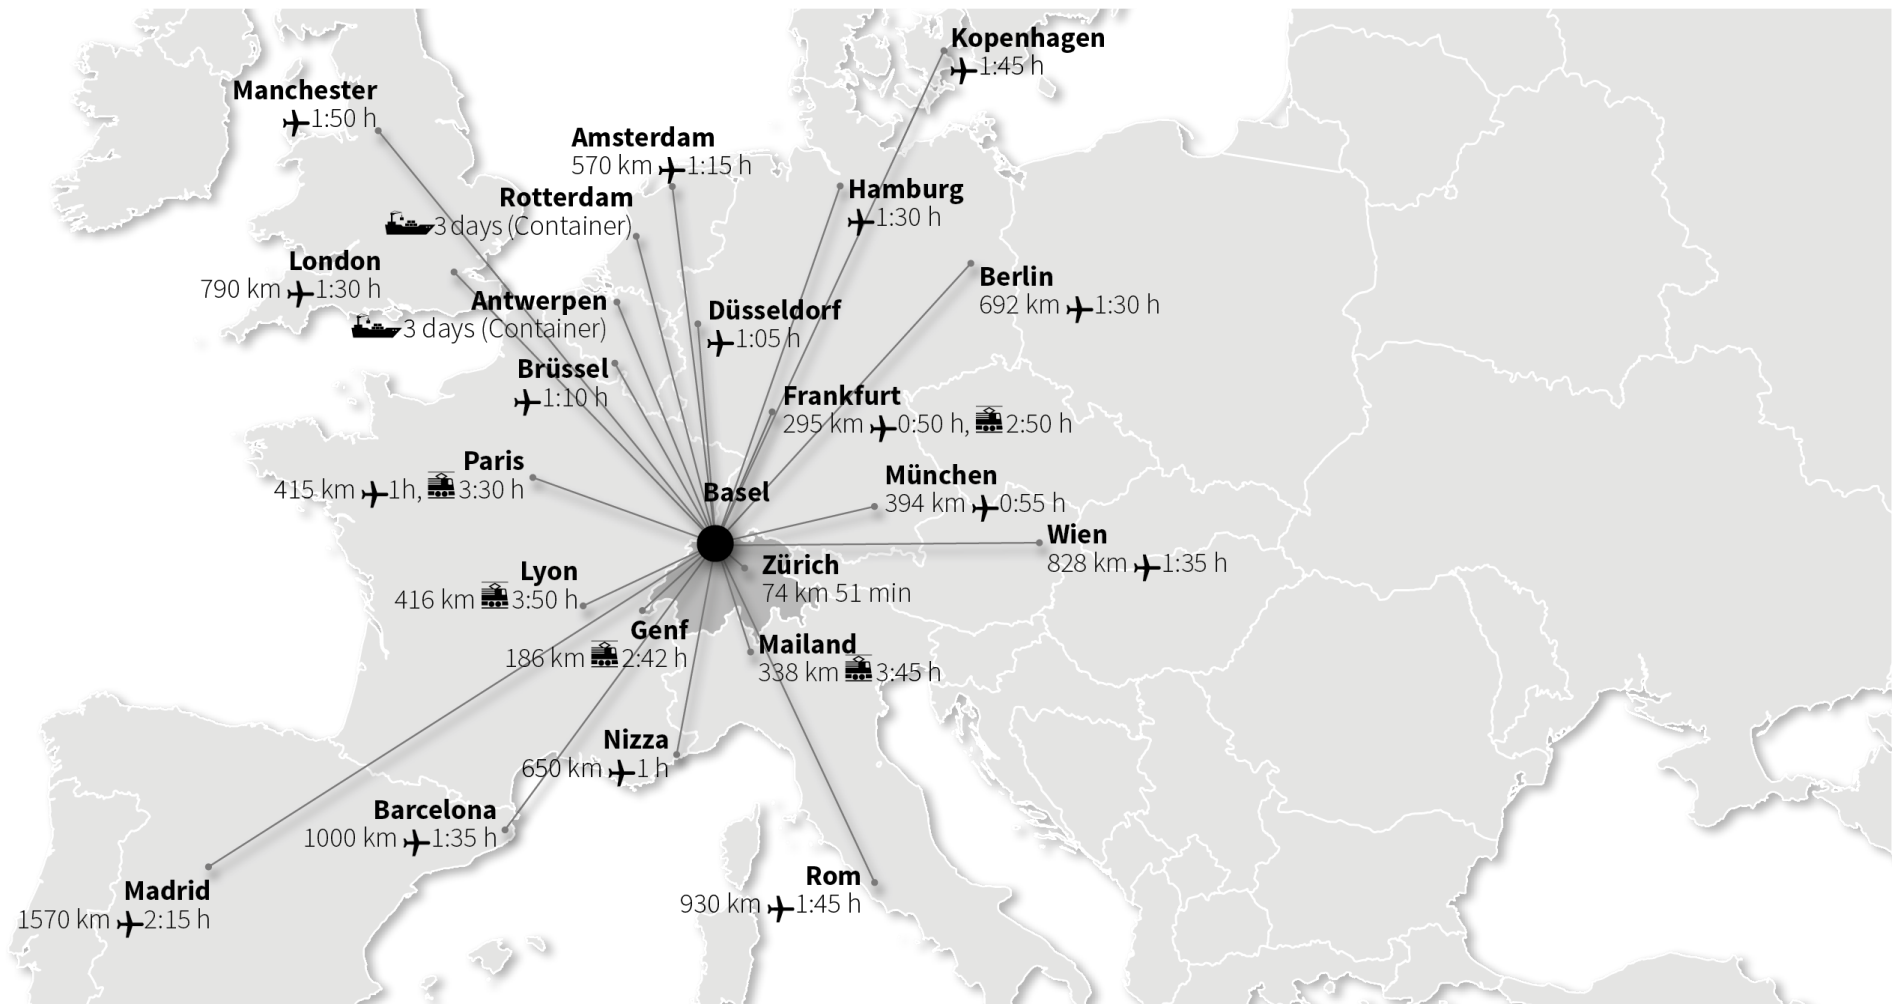 Kopenhagen
1:45 h
Manchester
1:50 h
Amsterdam
570 km 1:15 h
Rotterdam
3 days (Container)
Hamburg
1:30 h
London
790 km 1:30 h
Berlin
692 km 1:30 h
Antwerpen
3 days (Container)
Düsseldorf
1:05 h
Brüssel
1:10 h
Frankfurt
295 km 0:50 h, 2:50 h
Paris
415 km 1h, 3:30 h
München
394 km 0:55 h
Basel
Wien
828 km 1:35 h
Zürich
74 km 51 min
Lyon
416 km 3:50 h
Genf
186 km 2:42 h
Mailand
338 km 3:45 h
Nizza
650 km 1 h
Barcelona
1000 km 1:35 h
Rom
930 km 1:45 h
Madrid
1570 km 2:15 h